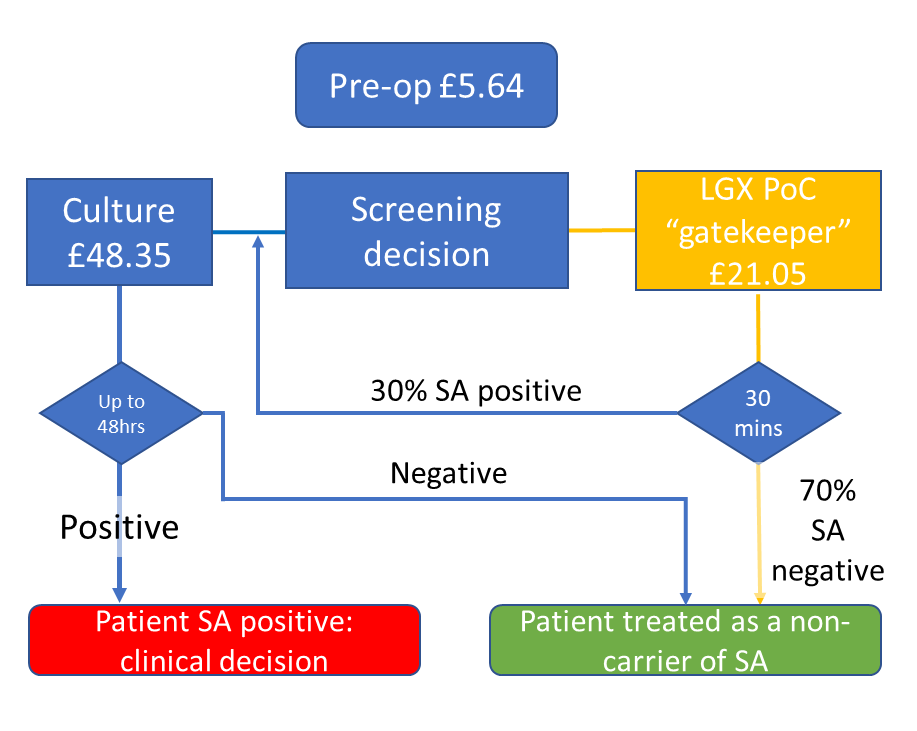 Pre-op £5.64
Culture
£48.35
Screening
decision
LGX PoC
“gatekeeper”
£21.05
30% SA positive
Up to
48hrs
30
mins
Negative
70%
SA
negative
Positive
Patient SA positive:
clinical decision
Patient treated as a non-
carrier of SA